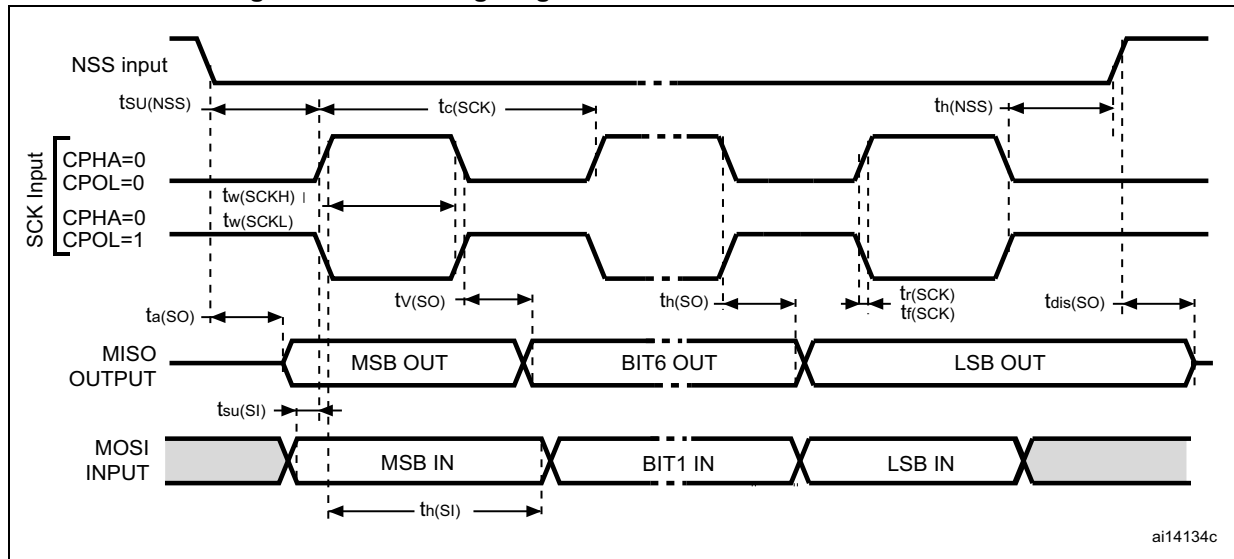 NSS input
tSU(NSS)
tc(SCK)
th(NSS)
SCK Input
CPHA=0
CPOL=0
tw(SCKH)
CPHA=0
CPOL=1
tw(SCKL)
tV(SO)
th(SO)
tr(SCK)
tf(SCK)
tdis(SO)
ta(SO)
MISO
OUTPUT
MSB OUT
BIT6 OUT
LSB OUT
tsu(SI)
MOSI
INPUT
MSB IN
BIT1 IN
LSB IN
th(SI)
ai14134c